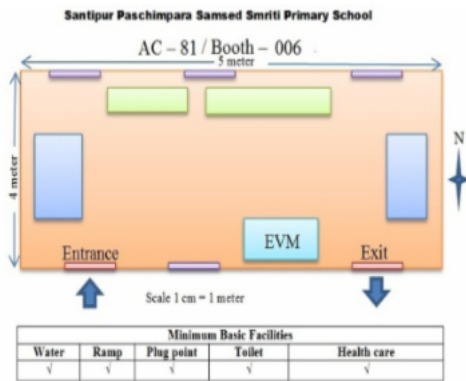 Santipur Paschimpara Samsed Smriti Primary School
AC – 81 / Booth – 006
5 meter
4 meter
N
Entrance
EVM
Exit
Scale 1 cm = 1 meter
Minimum Basic Facilities
Water Ramp Plug point Toilet Health care
√ √ √ √ √